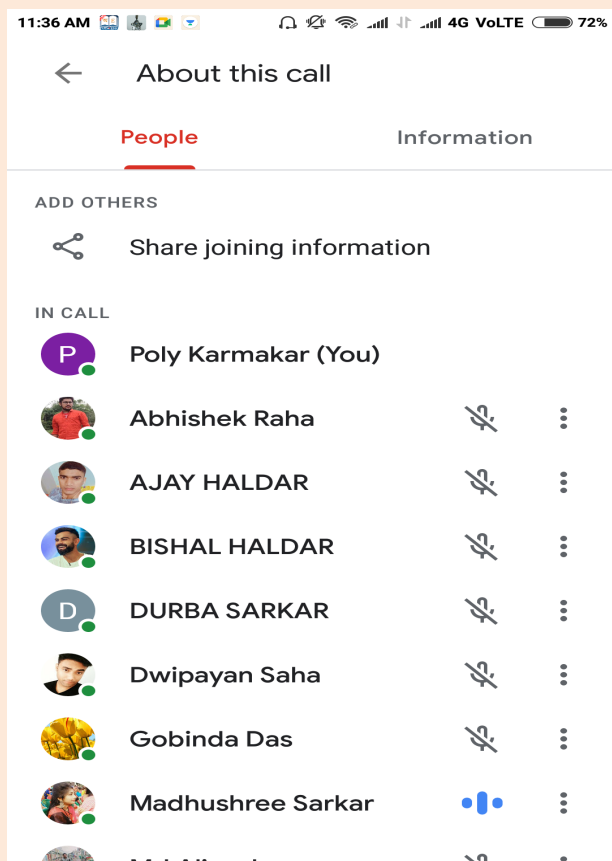 11:36 AM 4G VoLTE 72%
About this call
People Information
ADD OTHERS
Share joining information
IN CALL
P Poly Karmakar (You)
Abhishek Raha
AJAY HALDAR
BISHAL HALDAR
D DURBA SARKAR
Dwipayan Saha
Gobinda Das
Madhushree Sarkar